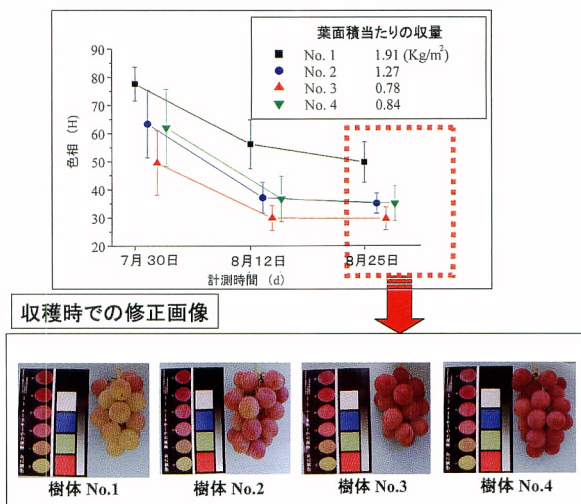 葉面積当たりの収量
No. 1 1.91 (Kg/m²)
No. 2 1.27
No. 3 0.78
No. 4 0.84
色相 (H)
90
80
70
60
50
40
30
20
7月30日
8月12日
8月25日
計測時間 (d)
収穫時での修正画像
樹体 No.1
樹体 No.2
樹体 No.3
樹体 No.4